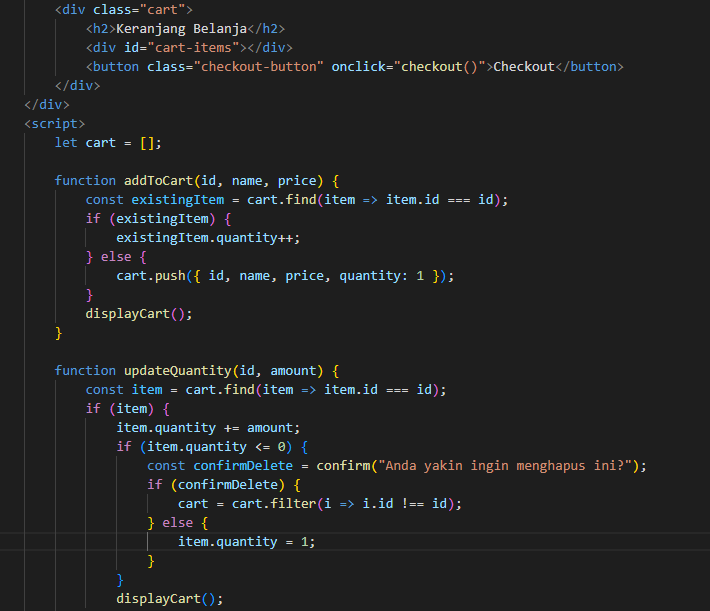 <div class="cart">
<h2>Keranjang Belanja</h2>
<div id="cart-items"></div>
<button class="checkout-button" onclick="checkout()">Checkout</button>
</div>
</div>
<script>
let cart = [];
function addToCart(id, name, price) {
const existingItem = cart.find(item => item.id === id);
if (existingItem) {
existingItem.quantity++;
} else {
cart.push({ id, name, price, quantity: 1 });
}
displayCart();
}
function updateQuantity(id, amount) {
const item = cart.find(item => item.id === id);
if (item) {
item.quantity += amount;
if (item.quantity <= 0) {
const confirmDelete = confirm("Anda yakin ingin menghapus ini?");
if (confirmDelete) {
cart = cart.filter(i => i.id !== id);
} else {
item.quantity = 1;
}
}
displayCart();